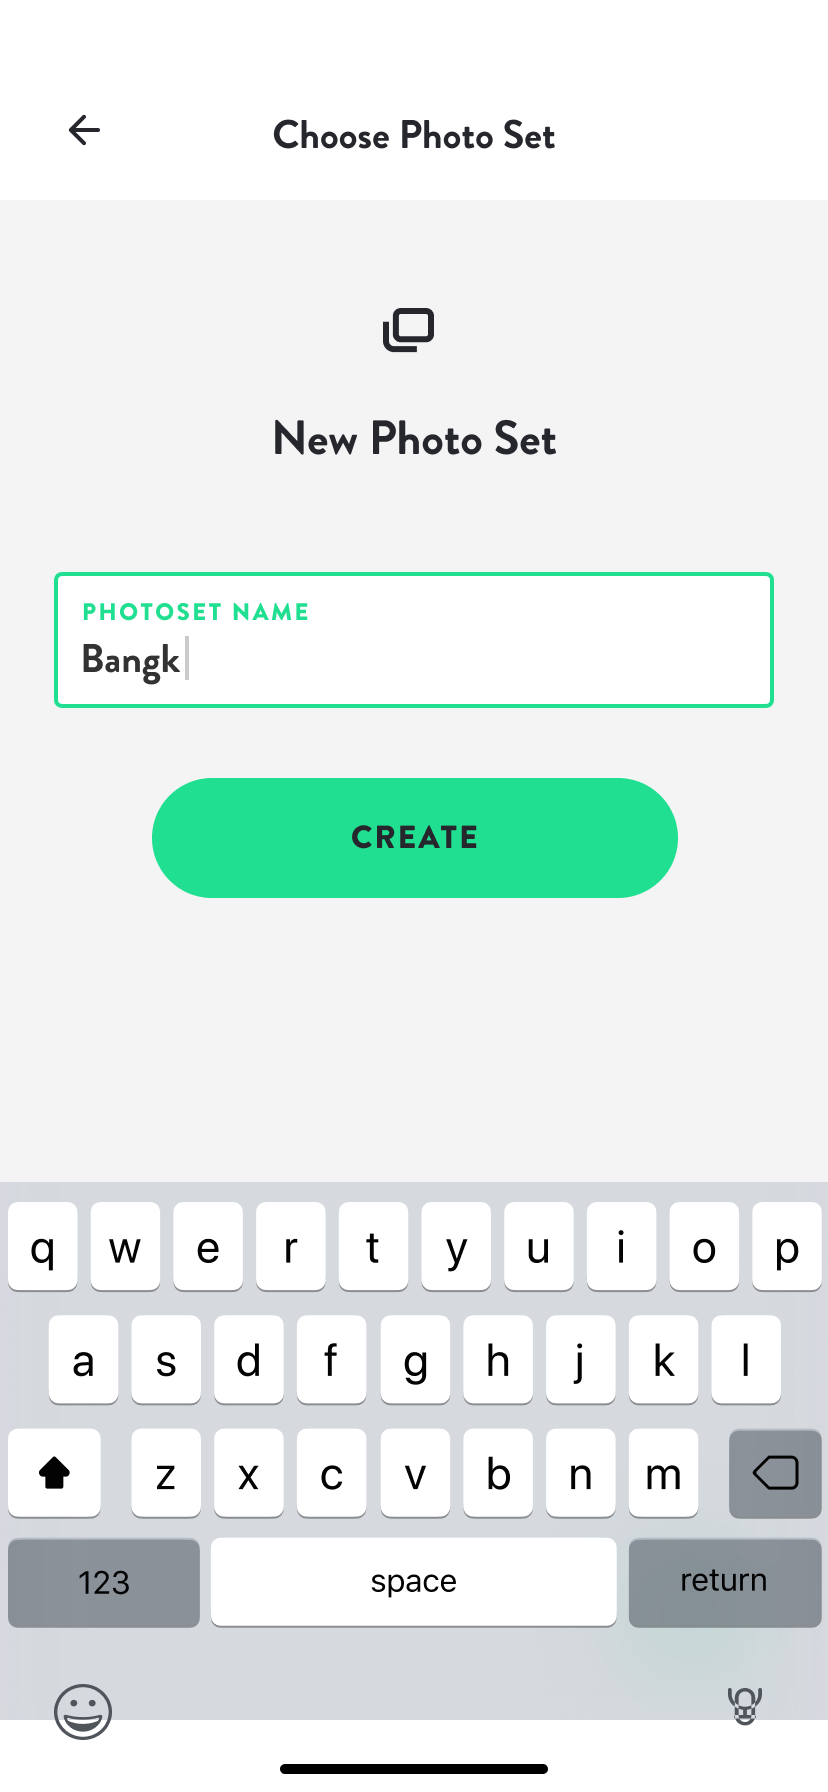 Choose Photo Set
New Photo Set
PHOTOSET NAME
Bangk
CREATE
q w e r t y u i o p
a s d f g h j k l
z x c v b n m
123 space return